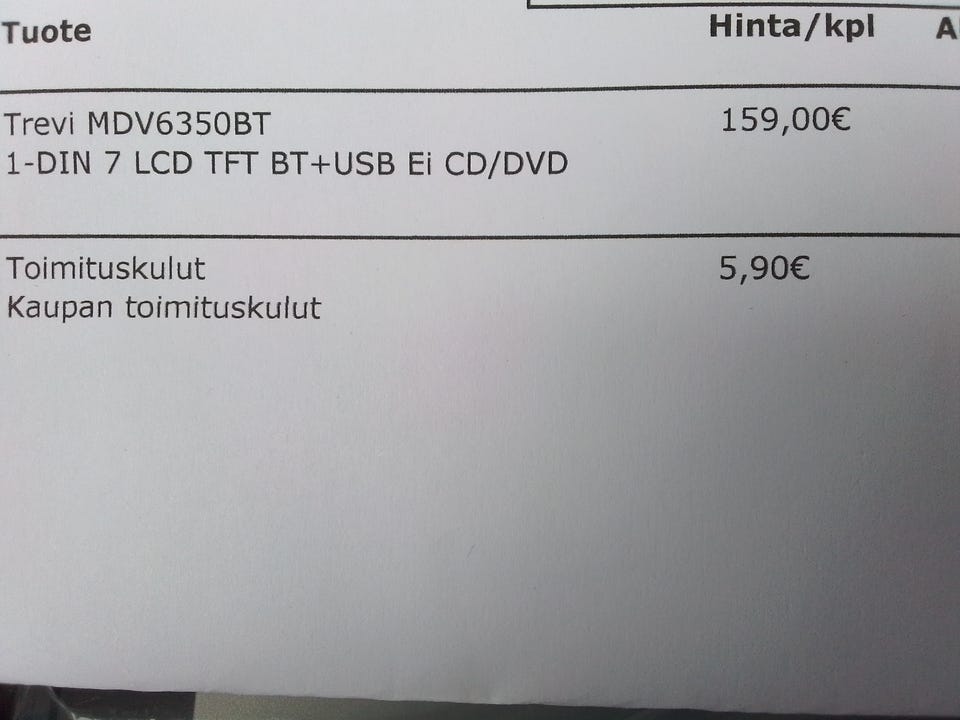 Tuote Hinta/kpl
Trevi MDV6350BT 159,00€
1-DIN 7 LCD TFT BT+USB Ei CD/DVD
Toimituskulut 5,90€
Kaupan toimituskulut